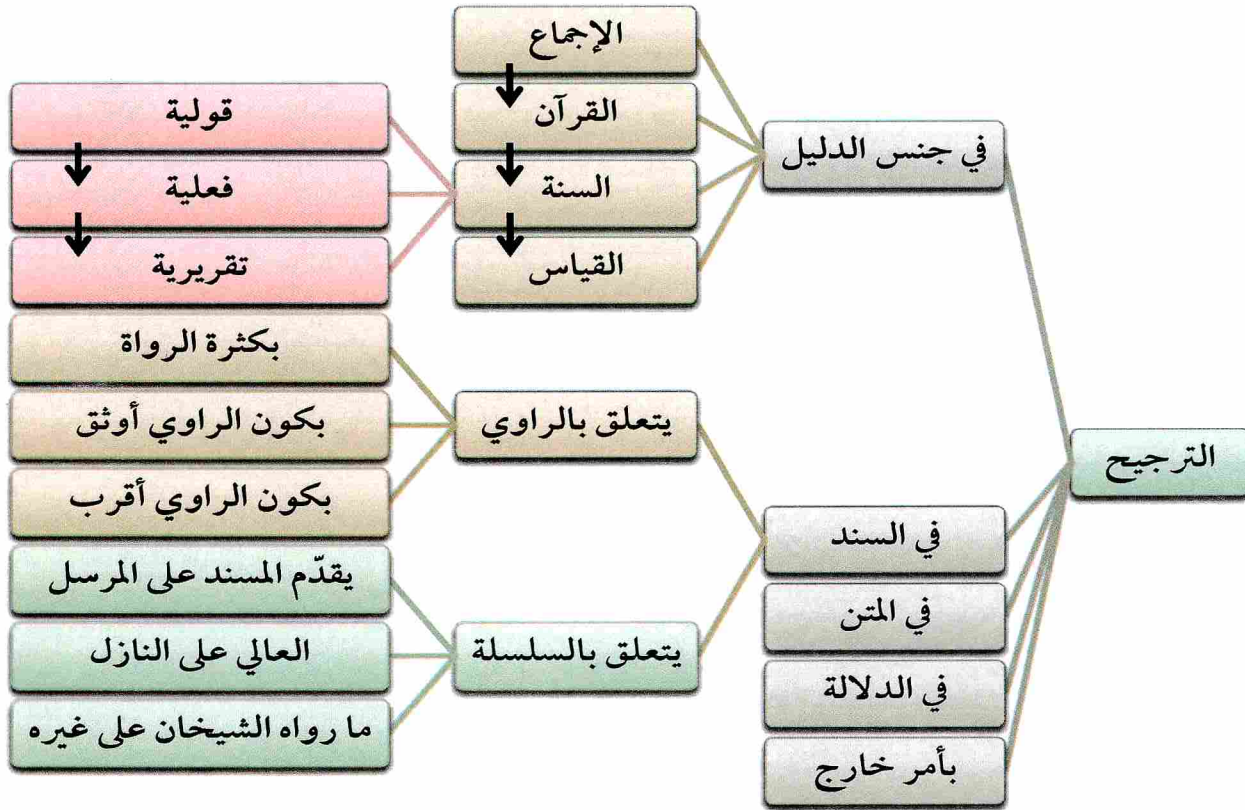 الترجيح
في جنس الدليل
الإجماع
القرآن
السنة
القياس
قولية
فعلية
تقريرية
في السند
يتعلق بالراوي
بكثرة الرواة
بكون الراوي أوثق
بكون الراوي أقرب
يتعلق بالسلسلة
يقدّم المسند على المرسل
العالي على النازل
ما رواه الشيخان على غيره
في المتن
في الدلالة
بأمر خارج